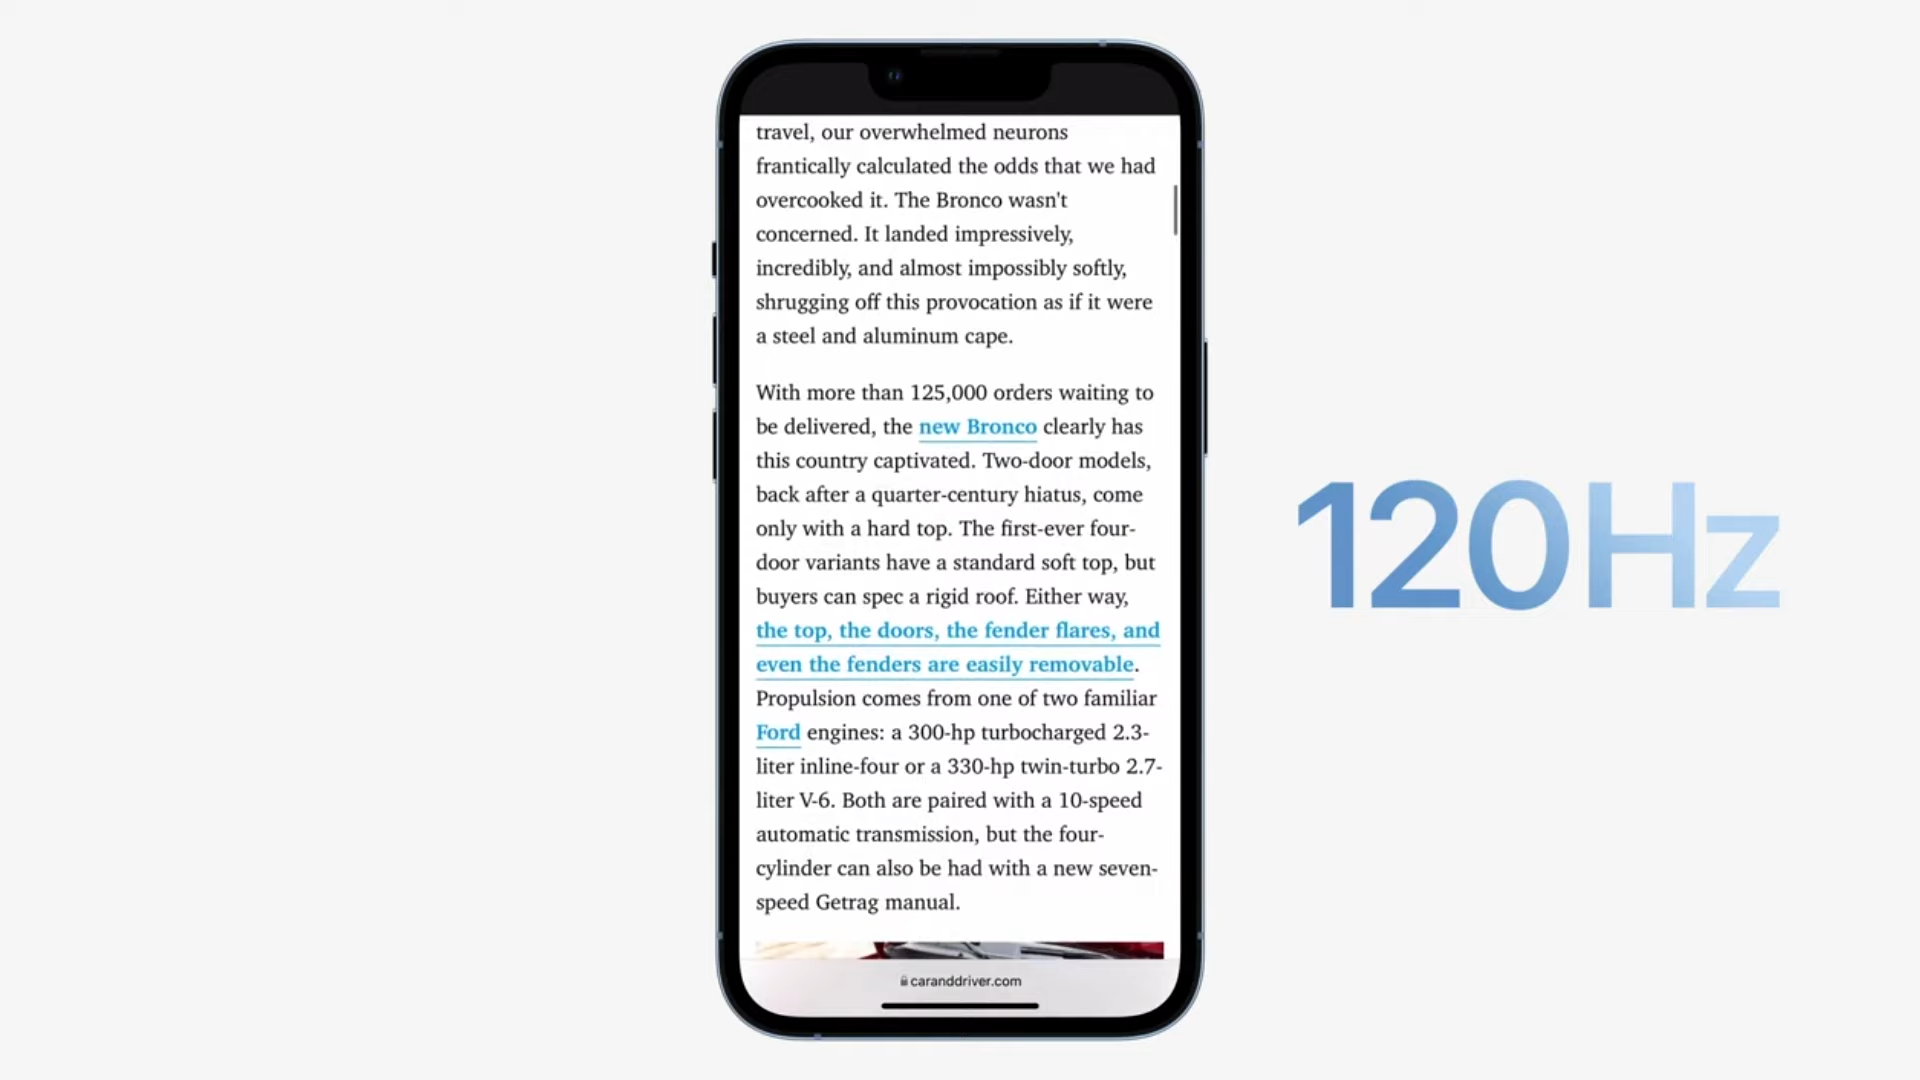 travel, our overwhelmed neurons
frantically calculated the odds that we had
overcooked it. The Bronco wasn't
concerned. It landed impressively,
incredibly, and almost impossibly softly,
shrugging off this provocation as if it were
a steel and aluminum cape.
With more than 125,000 orders waiting to
be delivered, the new Bronco clearly has
this country captivated. Two-door models,
back after a quarter-century hiatus, come
only with a hard top. The first-ever four-
door variants have a standard soft top, but
buyers can spec a rigid roof. Either way,
the top, the doors, the fender flares, and
even the fenders are easily removable.
Propulsion comes from one of two familiar
Ford engines: a 300-hp turbocharged 2.3-
liter inline-four or a 330-hp twin-turbo 2.7-
liter V-6. Both are paired with a 10-speed
automatic transmission, but the four-
cylinder can also be had with a new seven-
speed Getrag manual.
caranddriver.com
120Hz